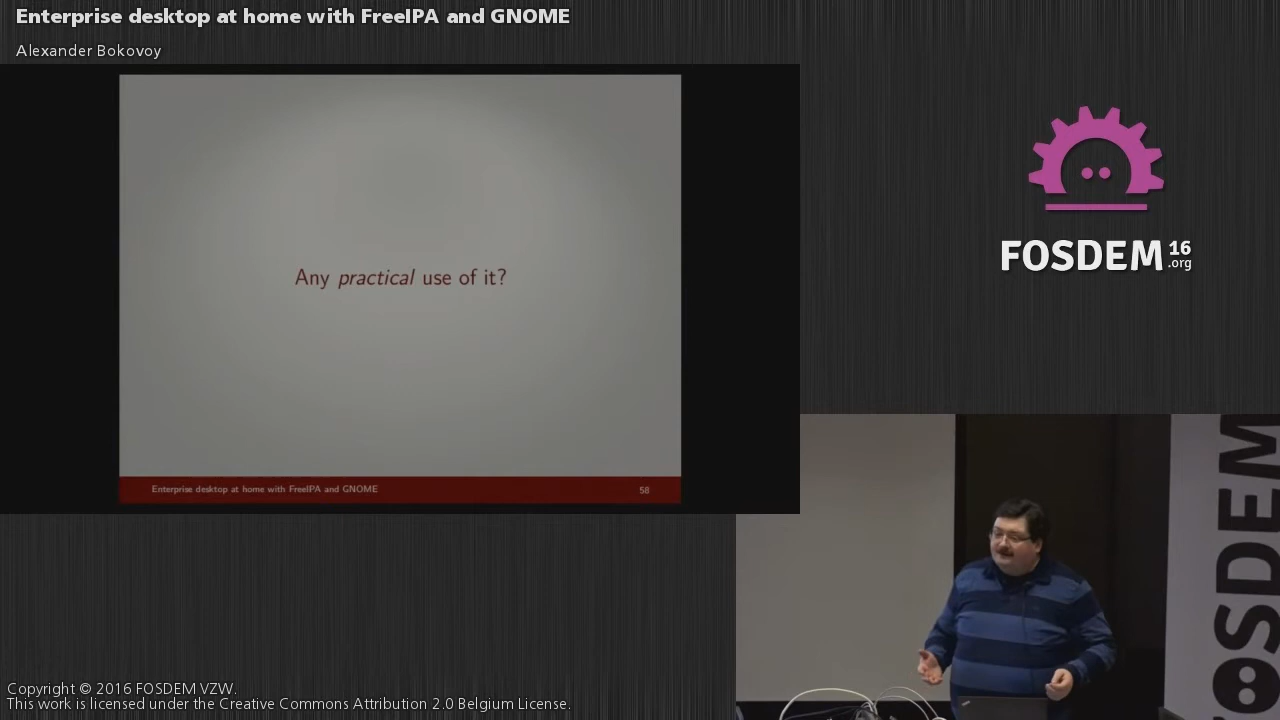 Enterprise desktop at home with FreeIPA and GNOME
Alexander Bokovoy
Any practical use of it?
Enterprise desktop at home with FreeIPA and GNOME
58
FOSDEM 16
.org
FOSDEM
Copyright © 2016 FOSDEM VZW.
This work is licensed under the Creative Commons Attribution 2.0 Belgium License.